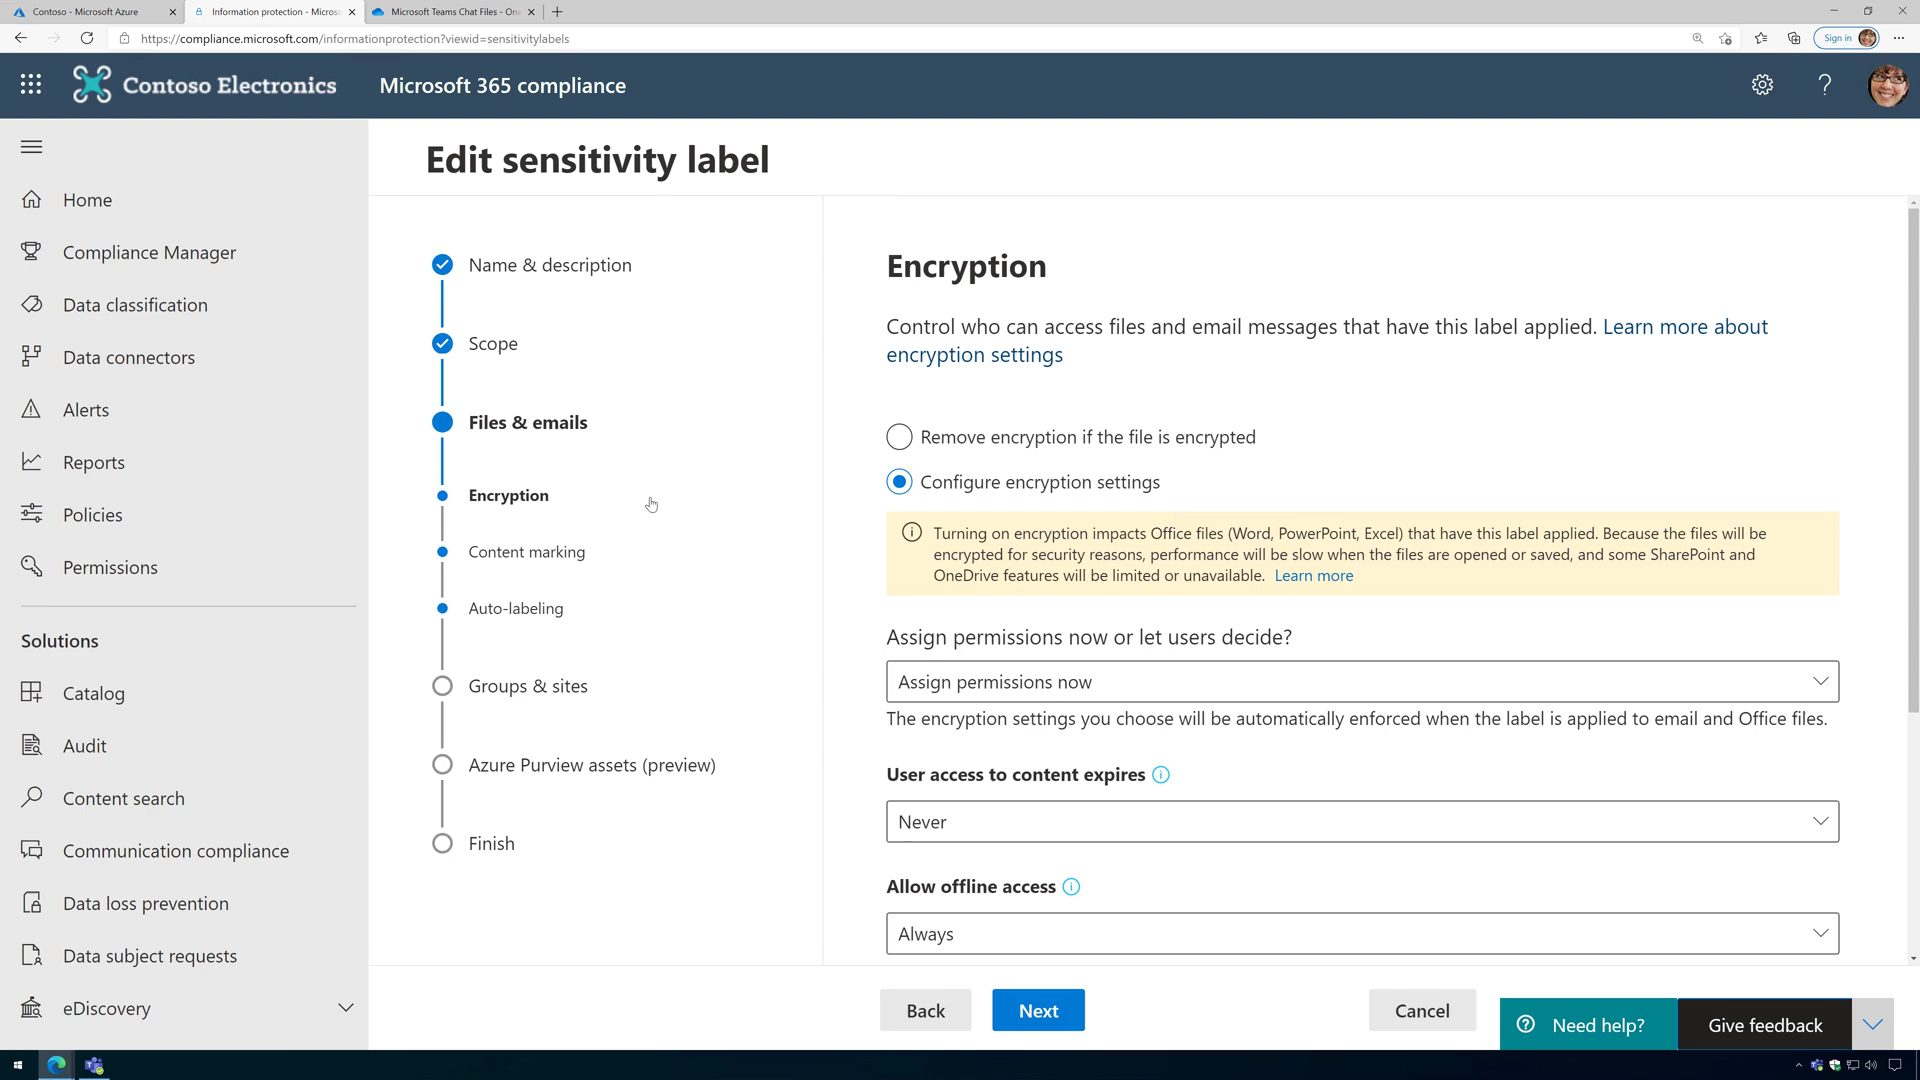 Contoso - Microsoft Azure
Information protection - Microso
Microsoft Teams Chat Files - One
https://compliance.microsoft.com/informationprotection?viewid=sensitivitylabels
Sign in
Contoso Electronics
Microsoft 365 compliance
?
Home
Compliance Manager
Data classification
Data connectors
Alerts
Reports
Policies
Permissions
Solutions
Catalog
Audit
Content search
Communication compliance
Data loss prevention
Data subject requests
eDiscovery
Edit sensitivity label
Name & description
Scope
Files & emails
Encryption
Content marking
Auto-labeling
Groups & sites
Azure Purview assets (preview)
Finish
Encryption
Control who can access files and email messages that have this label applied. Learn more about
encryption settings
Remove encryption if the file is encrypted
Configure encryption settings
Turning on encryption impacts Office files (Word, PowerPoint, Excel) that have this label applied. Because the files will be
encrypted for security reasons, performance will be slow when the files are opened or saved, and some SharePoint and
OneDrive features will be limited or unavailable. Learn more
Assign permissions now or let users decide?
Assign permissions now
The encryption settings you choose will be automatically enforced when the label is applied to email and Office files.
User access to content expires
Never
Allow offline access
Always
Back
Next
Cancel
Need help?
Give feedback